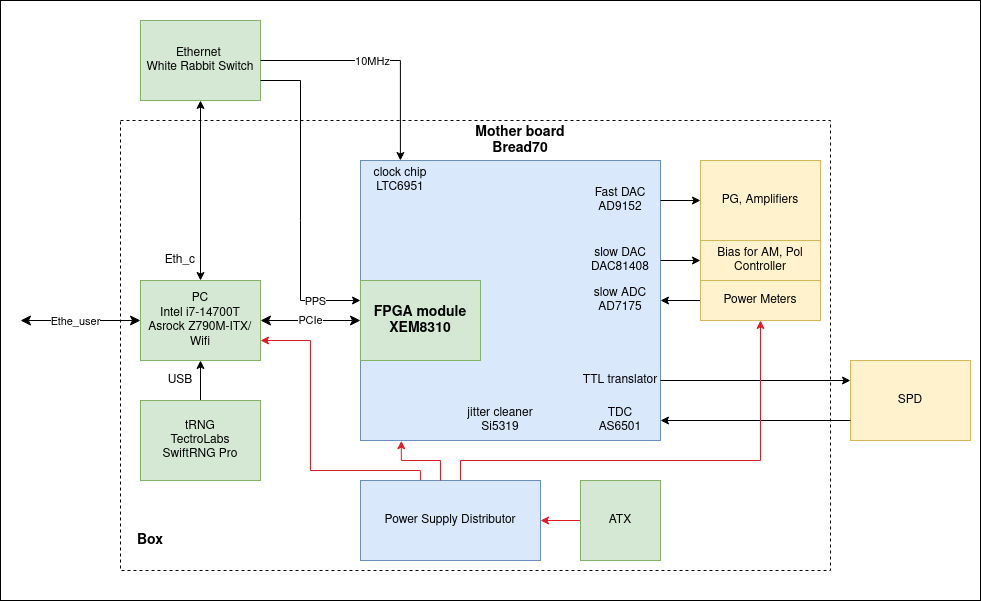 Ethernet
White Rabbit Switch
10MHz
Mother board
Bread70
clock chip
LTC6951
Fast DAC
AD9152
PG, Amplifiers
slow DAC
DAC81408
Bias for AM, Pol
Controller
slow ADC
AD7175
Power Meters
Eth_c
PC
Intel i7-14700T
Asrock Z790M-ITX/
Wifi
Ethe_user
PPS
PCIe
FPGA module
XEM8310
USB
TTL translator
SPD
tRNG
TectroLabs
SwiftRNG Pro
jitter cleaner
Si5319
TDC
AS6501
Power Supply Distributor
ATX
Box